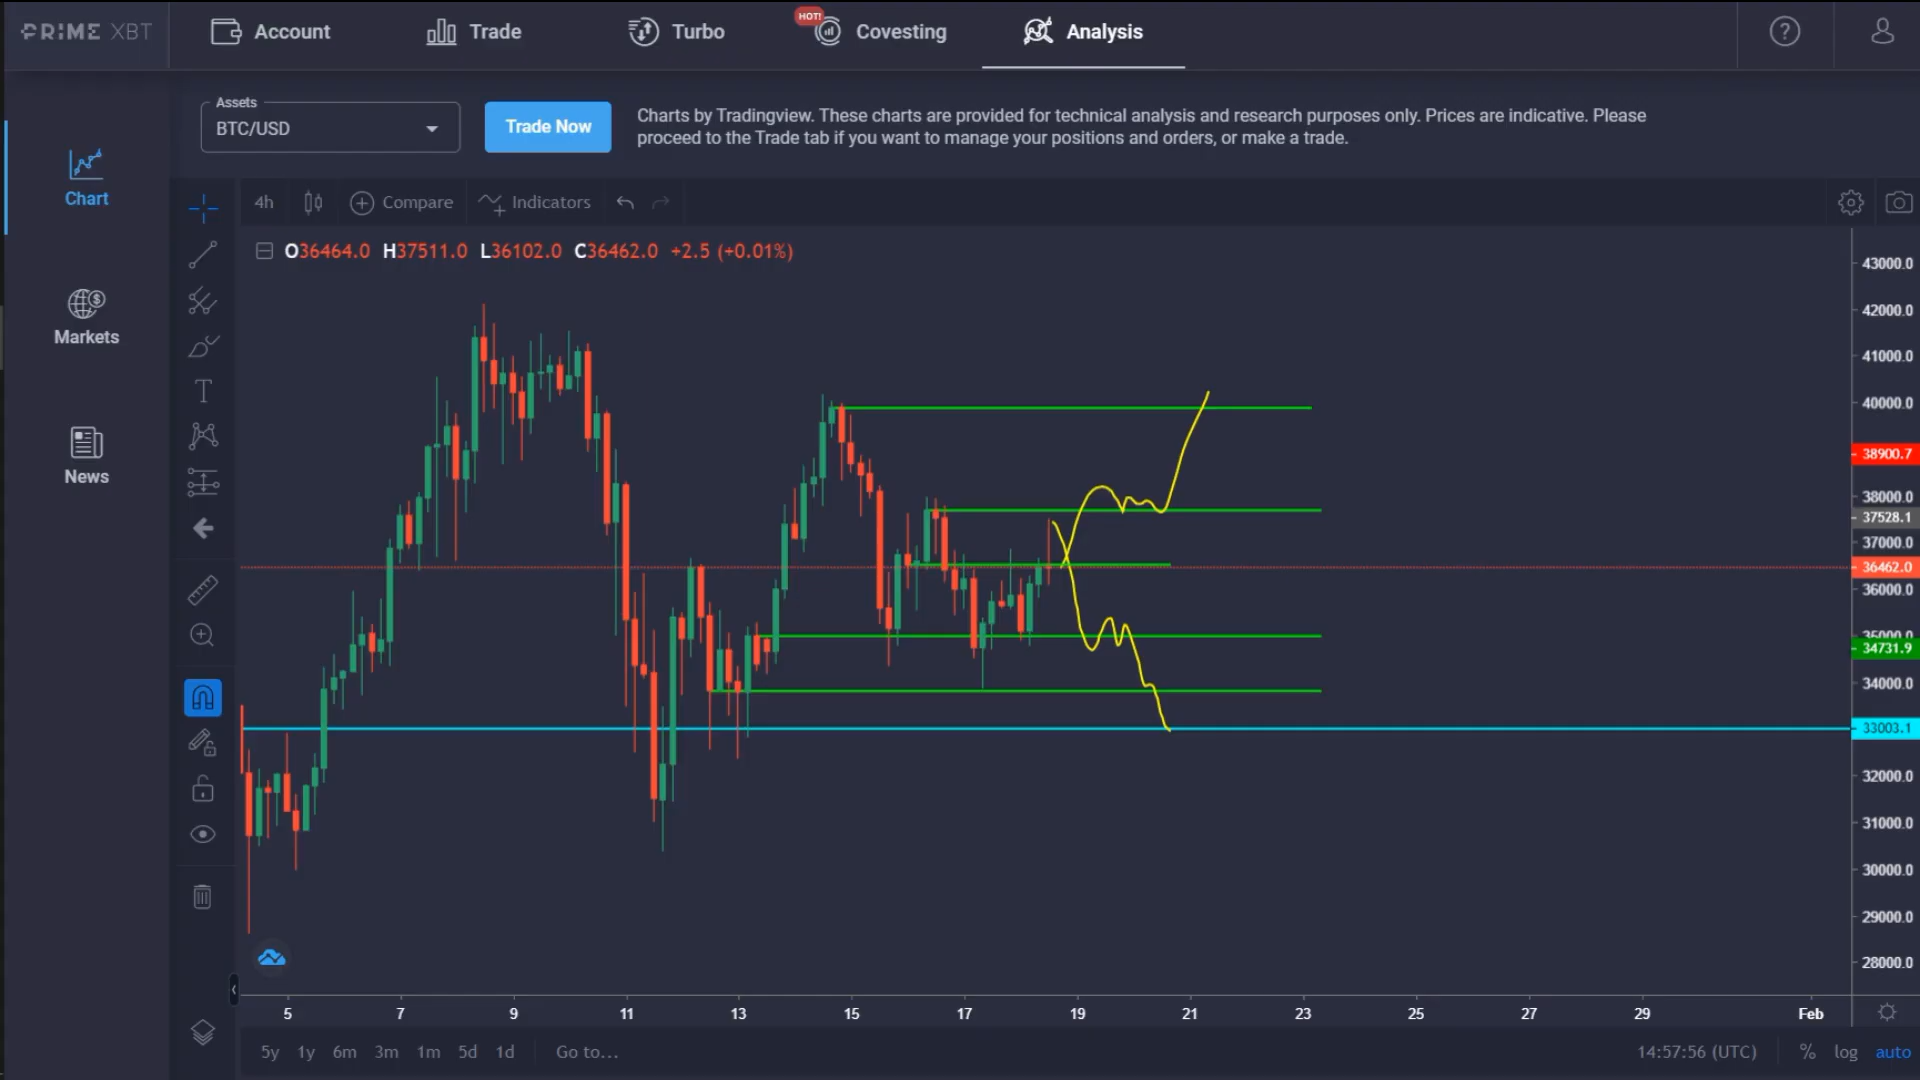 PRIME XBT
Account
Trade
Turbo
HOT!
Covesting
Analysis
Assets
BTC/USD
Trade Now
Charts by Tradingview. These charts are provided for technical analysis and research purposes only. Prices are indicative. Please
proceed to the Trade tab if you want to manage your positions and orders, or make a trade.
Chart
Markets
News
4h
Compare
Indicators
O36464.0 H37511.0 L36102.0 C36462.0 +2.5 (+0.01%)
43000.0
42000.0
41000.0
40000.0
38900.7
38000.0
37528.1
37000.0
36462.0
36000.0
35000.0
34731.9
34000.0
33003.1
32000.0
31000.0
30000.0
29000.0
28000.0
5 7 9 11 13 15 17 19 21 23 25 27 29 Feb
5y 1y 6m 3m 1m 5d 1d Go to...
14:57:56 (UTC) % log auto